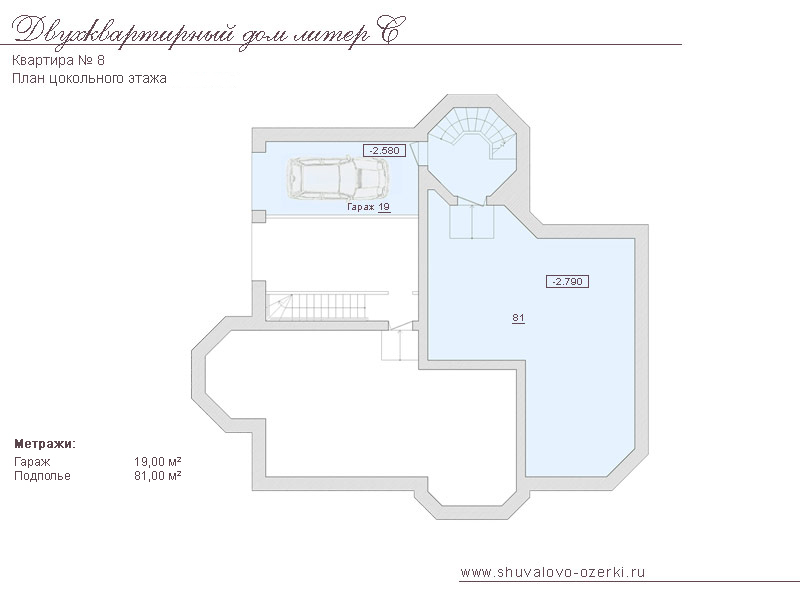 Двухквартирный дом литер С
Квартира № 8
План цокольного этажа
-2.580
Гараж 19
-2.790
81
Метражи:
Гараж 19,00 м²
Подполье 81,00 м²
www.shuvalovo-ozerki.ru